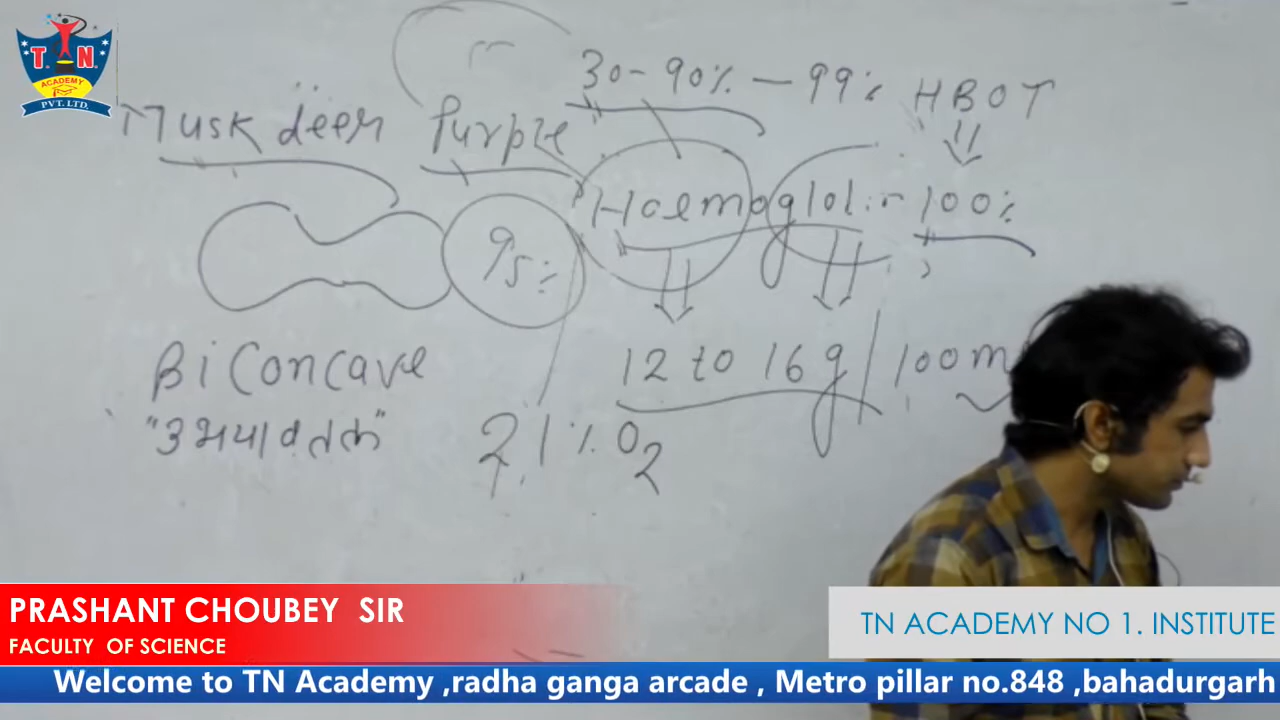 T. N.
ACADEMY
PVT. LTD.
30-90% - 99%
HBOT
Musk deer Purple
Haemoglobin 100%
95%
12 to 16g/100m
BiConcave
"उभयावतल"
21% O2
PRASHANT CHOUBEY SIR
FACULTY OF SCIENCE
TN ACADEMY NO 1. INSTITUTE
Welcome to TN Academy ,radha ganga arcade , Metro pillar no.848 ,bahadurgarh